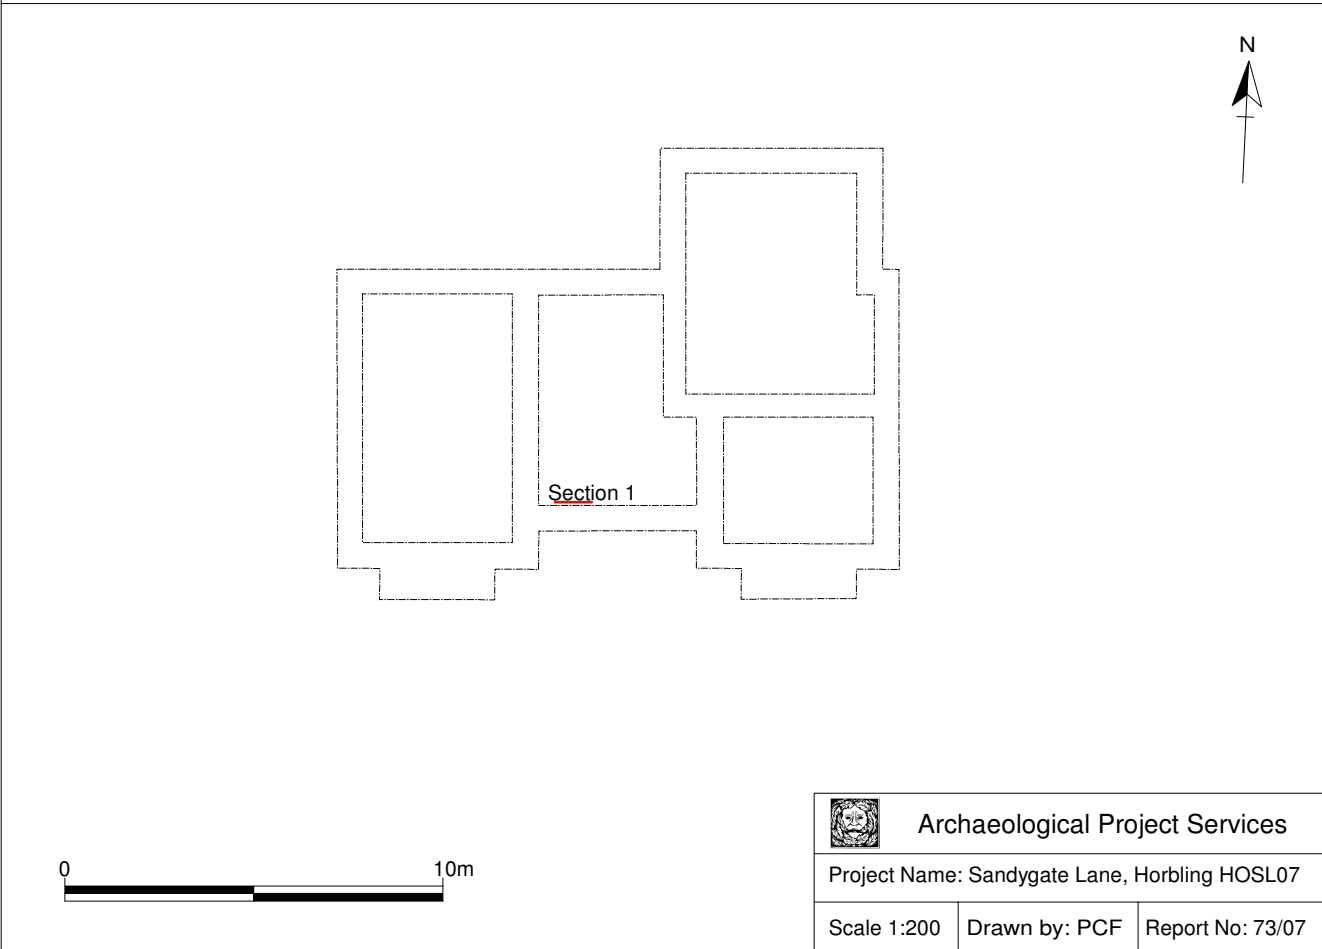 N
Section 1
0 10m
Archaeological Project Services
Project Name: Sandygate Lane, Horbling HOSL07
Scale 1:200 Drawn by: PCF Report No: 73/07